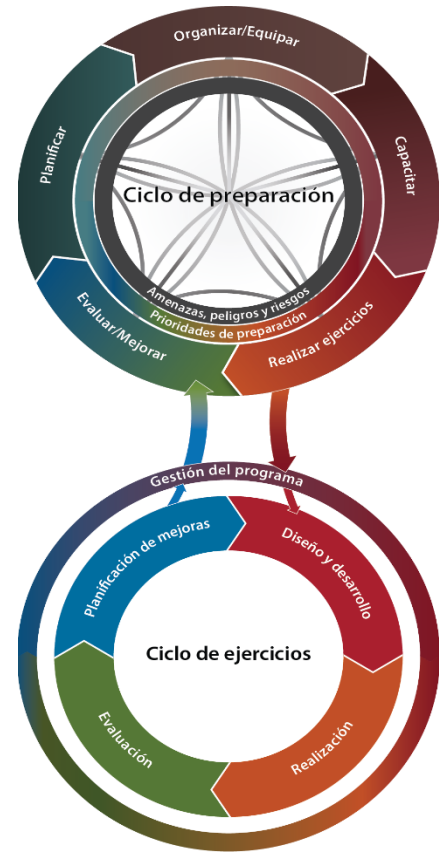 Organizar/Equipar
Planificar
Capacitar
Ciclo de preparación
Amenazas, peligros y riesgos
Prioridades de preparación
Evaluar/Mejorar
Realizar ejercicios
Gestión del programa
Planificación de mejoras
Diseño y desarrollo
Ciclo de ejercicios
Evaluación
Realización